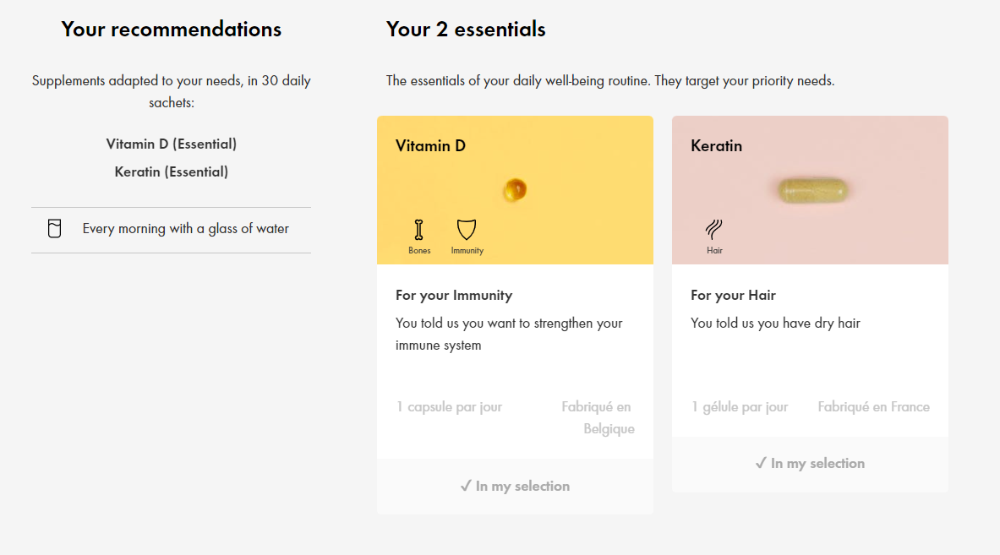 Your recommendations
Supplements adapted to your needs, in 30 daily
sachets:
Vitamin D (Essential)
Keratin (Essential)
Every morning with a glass of water
Your 2 essentials
The essentials of your daily well-being routine. They target your priority needs.
Vitamin D
Bones
Immunity
For your Immunity
You told us you want to strengthen your
immune system
1 capsule par jour
Fabriqué en
Belgique
✓ In my selection
Keratin
Hair
For your Hair
You told us you have dry hair
1 gélule par jour
Fabriqué en France
✓ In my selection